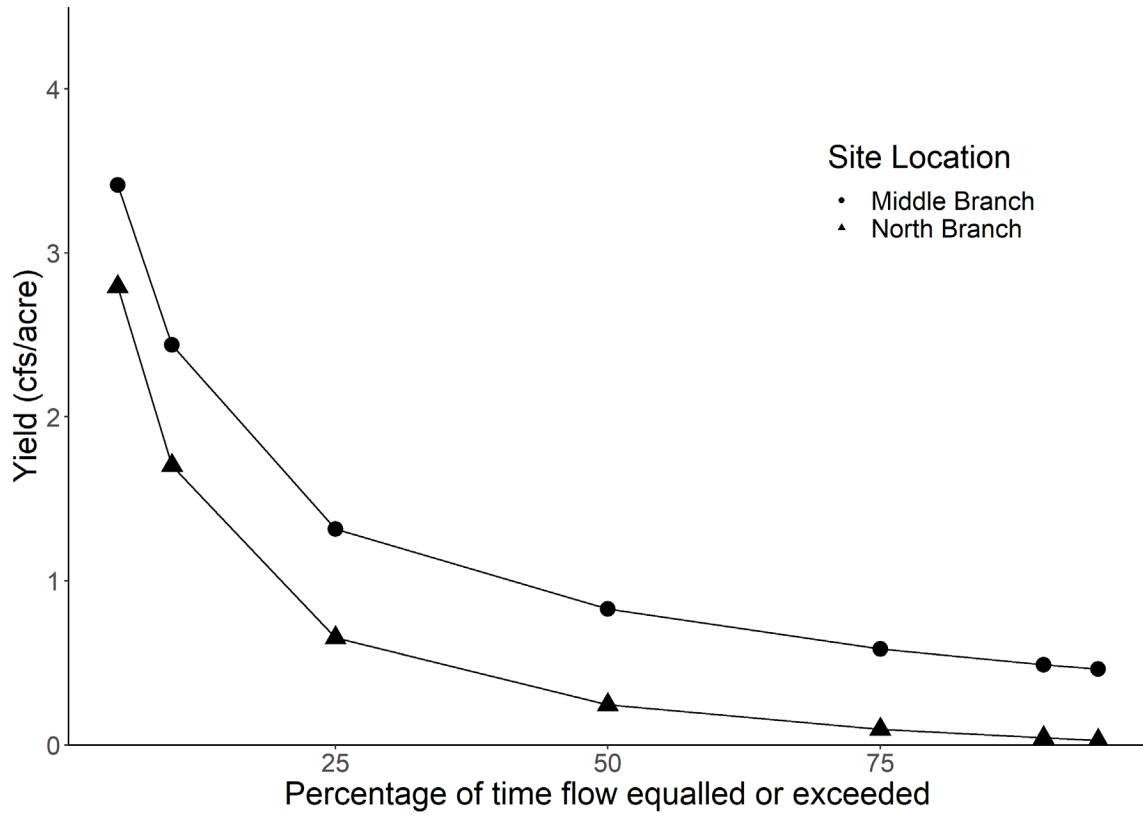 4
3
2
1
0
Yield (cfs/acre)
Site Location
Middle Branch
North Branch
25 50 75
Percentage of time flow equalled or exceeded